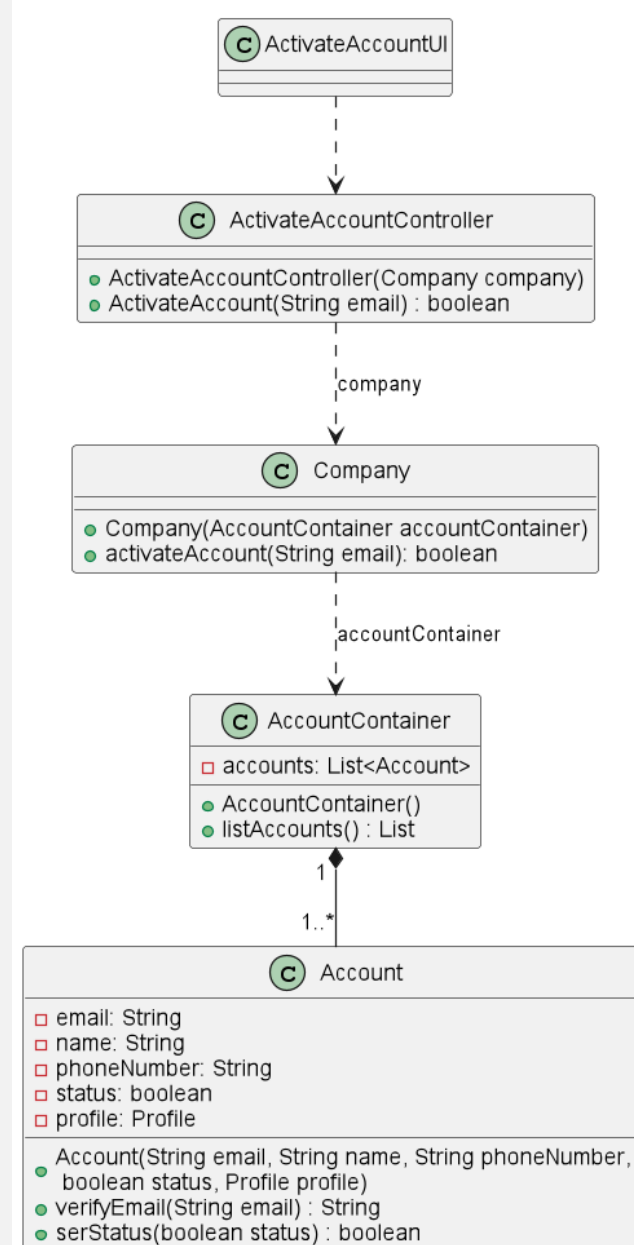 C ActivateAccountUI
C ActivateAccountController
ActivateAccountController(Company company)
ActivateAccount(String email) : boolean
company
C Company
Company(AccountContainer accountContainer)
activateAccount(String email): boolean
accountContainer
C AccountContainer
accounts: List<Account>
AccountContainer()
listAccounts() : List
1
1..*
C Account
email: String
name: String
phoneNumber: String
status: boolean
profile: Profile
Account(String email, String name, String phoneNumber,
boolean status, Profile profile)
verifyEmail(String email) : String
serStatus(boolean status) : boolean